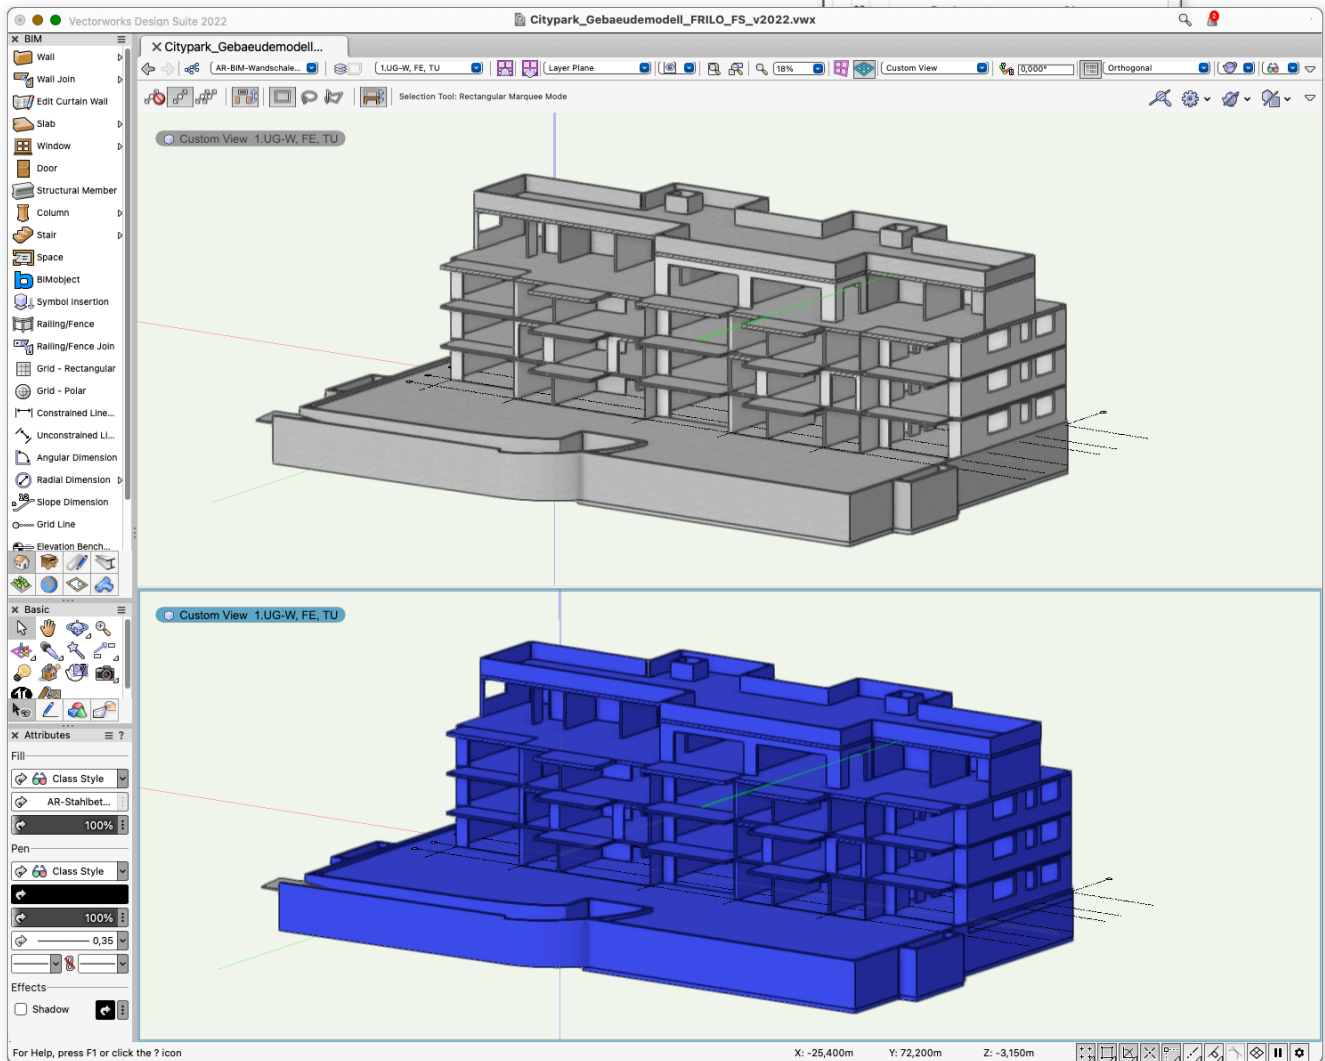 Vectorworks Design Suite 2022
Citypark_Gebaeudemodell_FRILO_FS_v2022.vwx
2
BIM
Citypark_Gebaeudemodell...
AR-BIM-Wandschale...
1.UG-W, FE, TU
Layer Plane
18%
Custom View
0,000°
Orthogonal
Selection Tool: Rectangular Marquee Mode
Custom View 1.UG-W, FE, TU
Wall
Wall Join
Edit Curtain Wall
Slab
Window
Door
Structural Member
Column
Stair
Space
BIMobject
Symbol Insertion
Railing/Fence
Railing/Fence Join
Grid - Rectangular
Grid - Polar
Constrained Line...
Unconstrained Li...
Angular Dimension
Radial Dimension
Slope Dimension
Grid Line
Elevation Bench...
Basic
Custom View 1.UG-W, FE, TU
Attributes
?
Fill
Class Style
AR-Stahlbet...
100%
Pen
Class Style
100%
0,35
Effects
Shadow
For Help, press F1 or click the ? icon
X: -25,400m
Y: 72,200m
Z: -3,150m